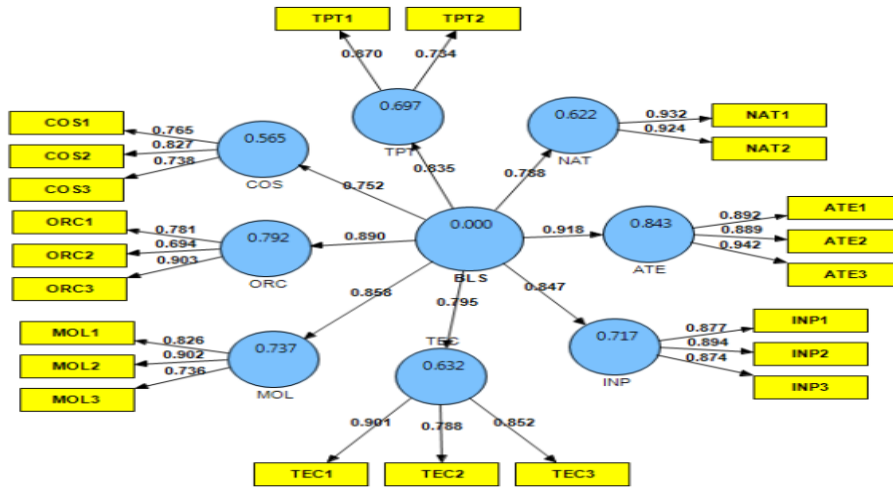 TPT1 TPT2
0.870 0.734
0.697
TPT
0.622
NAT
0.932 NAT1
0.924 NAT2
COS1 0.765
COS2 0.827
COS3 0.738
0.565
COS
0.752
0.835
0.788
ORC1 0.781
ORC2 0.694
ORC3 0.903
0.792
ORC
0.890
0.000
BLS
0.918
0.843
ATE
0.892 ATE1
0.889 ATE2
0.942 ATE3
0.858
0.795
0.847
MOL1 0.826
MOL2 0.902
MOL3 0.736
0.737
MOL
TEC
0.632
0.717
INP
0.877 INP1
0.894 INP2
0.874 INP3
0.901 0.788 0.852
TEC1 TEC2 TEC3